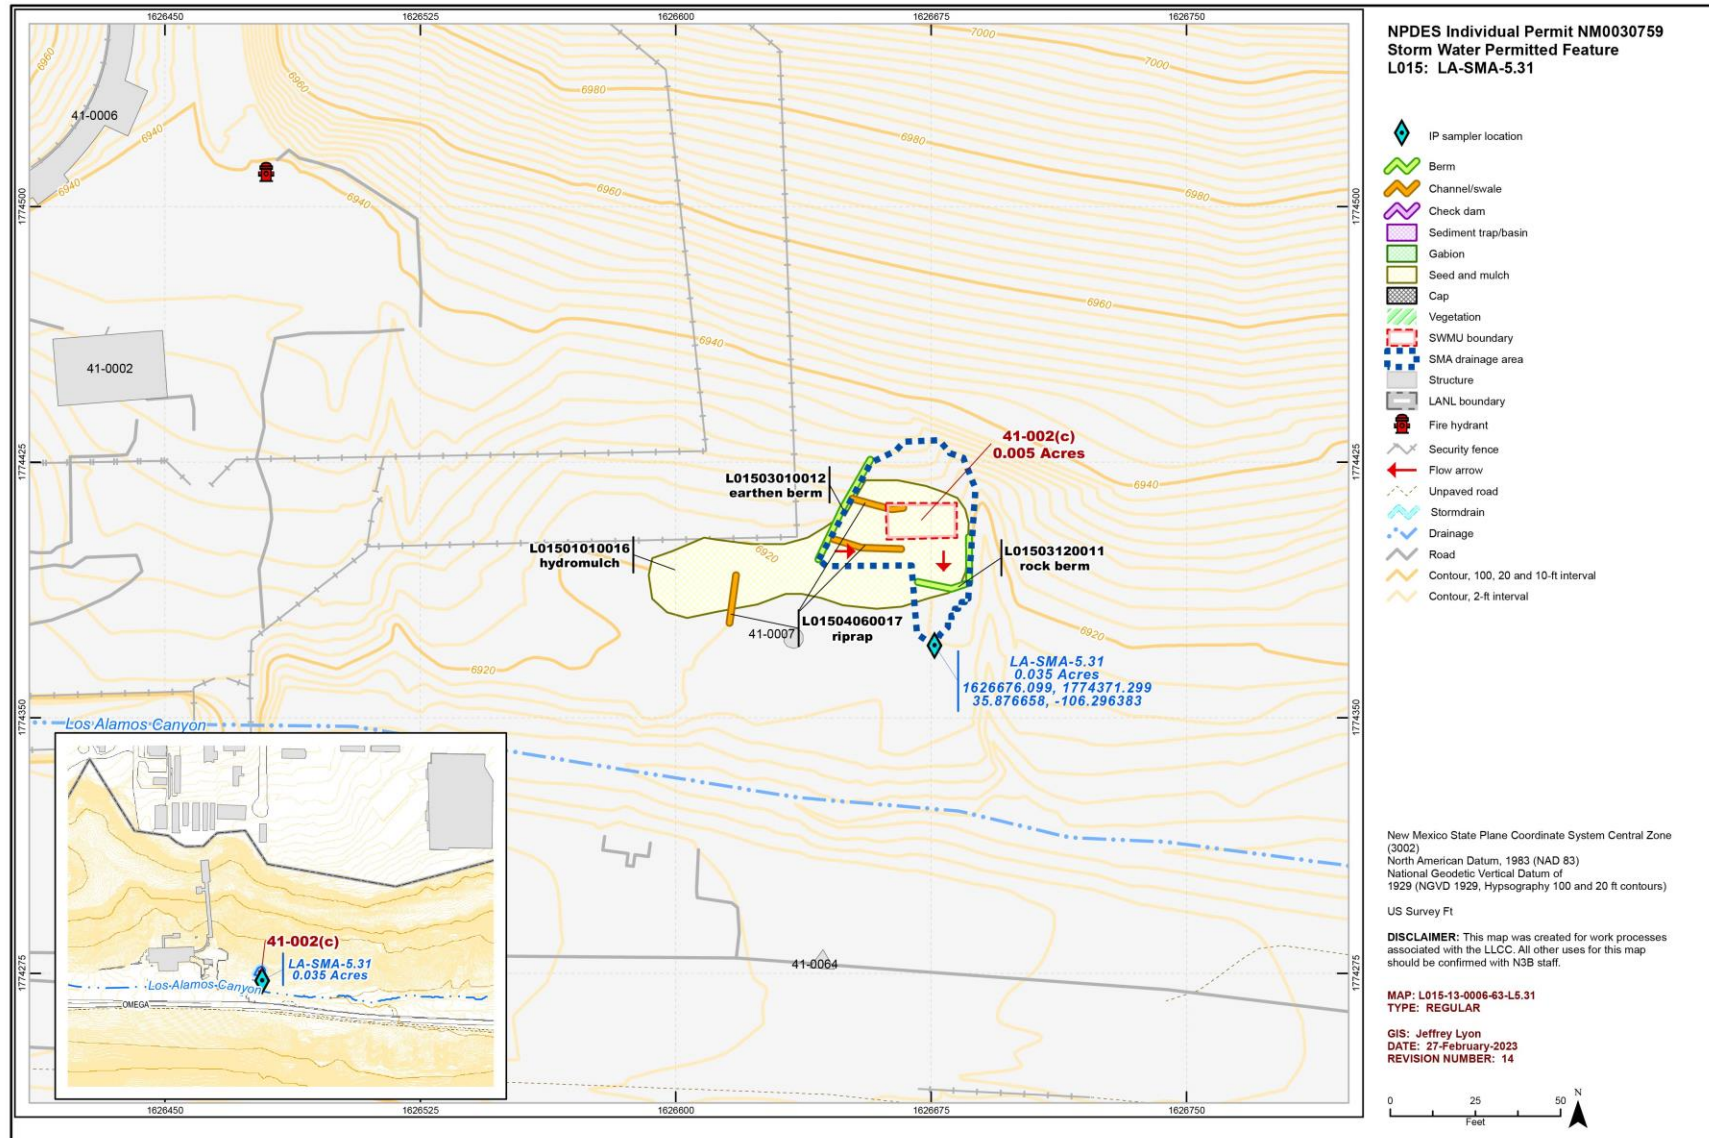 1626450
1626525
1626600
1626675
1626750
NPDES Individual Permit NM0030759
Storm Water Permitted Feature
L015: LA-SMA-5.31
IP sampler location
Berm
Channel/swale
Check dam
Sediment trap/basin
Gabion
Seed and mulch
Cap
Vegetation
SWMU boundary
SMA drainage area
Structure
LANL boundary
Fire hydrant
Security fence
Flow arrow
Unpaved road
Stormdrain
Drainage
Road
Contour, 100, 20 and 10-ft interval
Contour, 2-ft interval
6960
6960
7000
7000
6980
6980
6980
41-0006
6940
6940
6940
6960
6960
6940
6940
1774500
1774500
41-0002
1774425
1774425
41-002(c)
0.005 Acres
L01503010012
earthen berm
L01501010016
hydromulch
6920
L01503120011
rock berm
L01504060017
riprap
41-0007
6920
6920
LA-SMA-5.31
0.035 Acres
1626676.099, 1774371.299
35.876658, -106.296383
1774350
1774350
Los Alamos Canyon
41-002(c)
LA-SMA-5.31
0.035 Acres
Los Alamos Canyon
OMEGA
41-0064
1774275
1774275
1626450
1626525
1626600
1626675
1626750
New Mexico State Plane Coordinate System Central Zone
(3002)
North American Datum, 1983 (NAD 83)
National Geodetic Vertical Datum of
1929 (NGVD 1929, Hypsography 100 and 20 ft contours)
US Survey Ft
DISCLAIMER: This map was created for work processes
associated with the LLCC. All other uses for this map
should be confirmed with N3B staff.
MAP: L015-13-0006-63-L5.31
TYPE: REGULAR
GIS: Jeffrey Lyon
DATE: 27-February-2023
REVISION NUMBER: 14
0 25 50
Feet
N